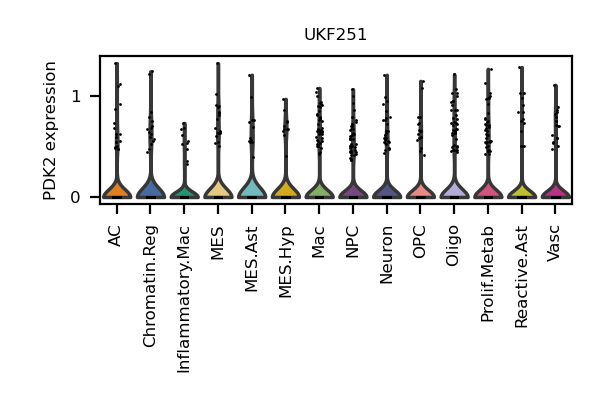 UKF251
PDK2 expression
1
0
AC
Chromatin.Reg
Inflammatory.Mac
MES
MES.Ast
MES.Hyp
Mac
NPC
Neuron
OPC
Oligo
Prolif.Metab
Reactive.Ast
Vasc